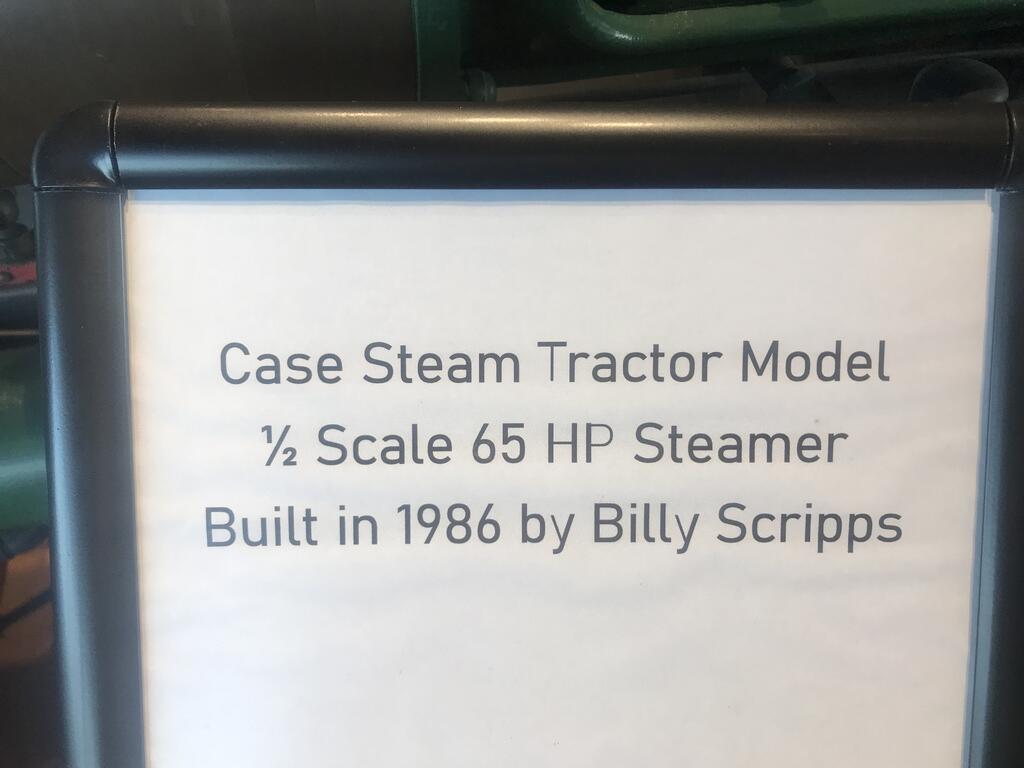 Case Steam Tractor Model
½ Scale 65 HP Steamer
Built in 1986 by Billy Scripps